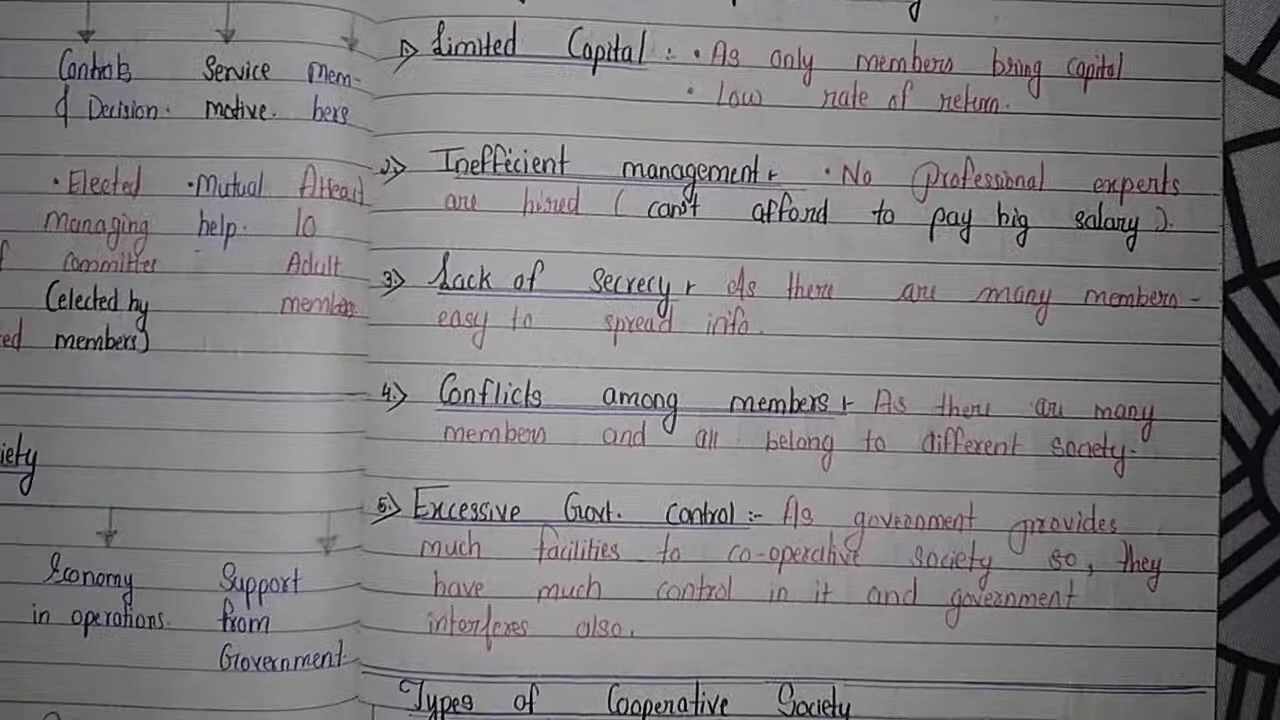 Controls Service Mem-
& Decision. motive. bers
• Elected • Mutual Atleast
managing help. 10
committee Adult
(elected by members
ed members)
iety
Economy Support
in operations. from
Government.
1) Limited Capital :- • As only members bring capital
• Low rate of return.
2) Inefficient management :- • No professional experts
are hired (can't afford to pay big salary).
3) Lack of secrecy :- As there are many members -
easy to spread info.
4) Conflicts among members :- As there are many
members and all belong to different society.
5) Excessive Govt. control :- As government provides
much facilities to co-operative society so, they
have much control in it and government
interferes also.
Types of Cooperative Society